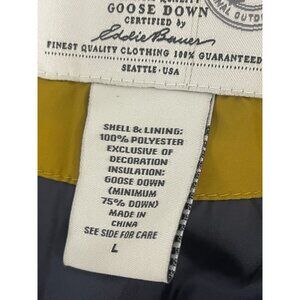 GOOSE DOWN
CERTIFIED by
Eddie Bauer
FINEST QUALITY CLOTHING 100% GUARANTEED
SEATTLE · USA
SHELL & LINING:
100% POLYESTER
EXCLUSIVE OF
DECORATION
INSULATION:
GOOSE DOWN
(MINIMUM
75% DOWN)
MADE IN
CHINA
SEE SIDE FOR CARE
L